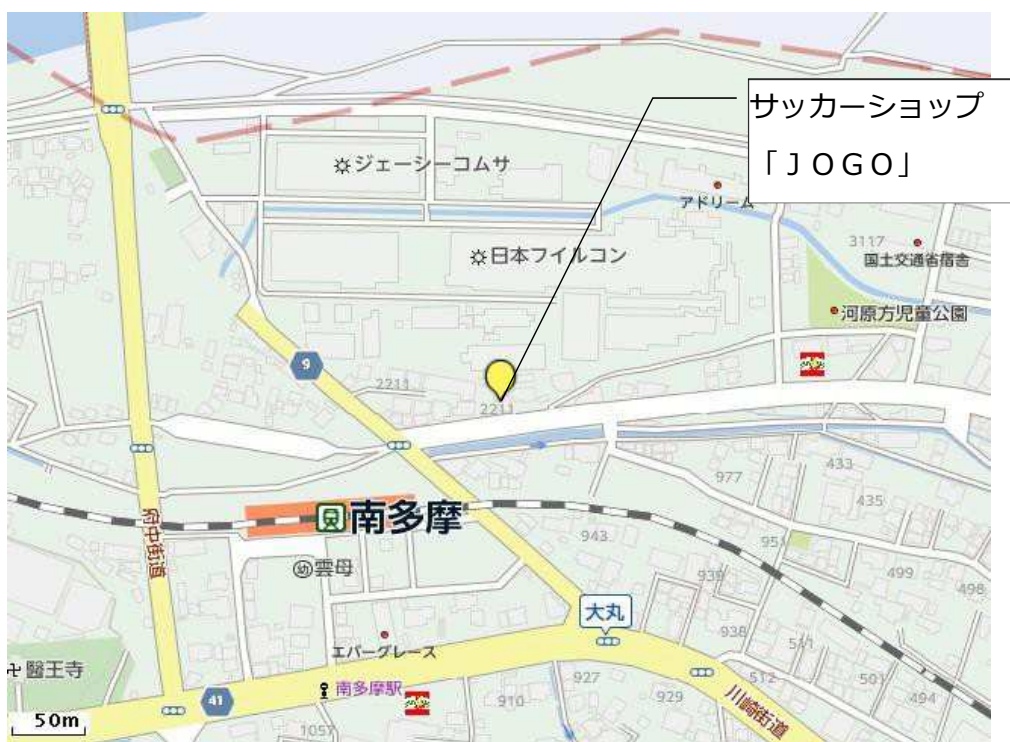 サッカーショップ
「ＪＯＧＯ」
ジェーシーコムサ
アドリーム
日本フイルコン
3117
国土交通省宿舎
河原方児童公園
9
2211
2211
433
977
435
南多摩
府中街道
943
951
雲母
幼
939
499
498
大丸
938
511
エバーグレース
醫王寺
南多摩駅
927
512
501
41
910
929
494
川崎街道
50m
1057